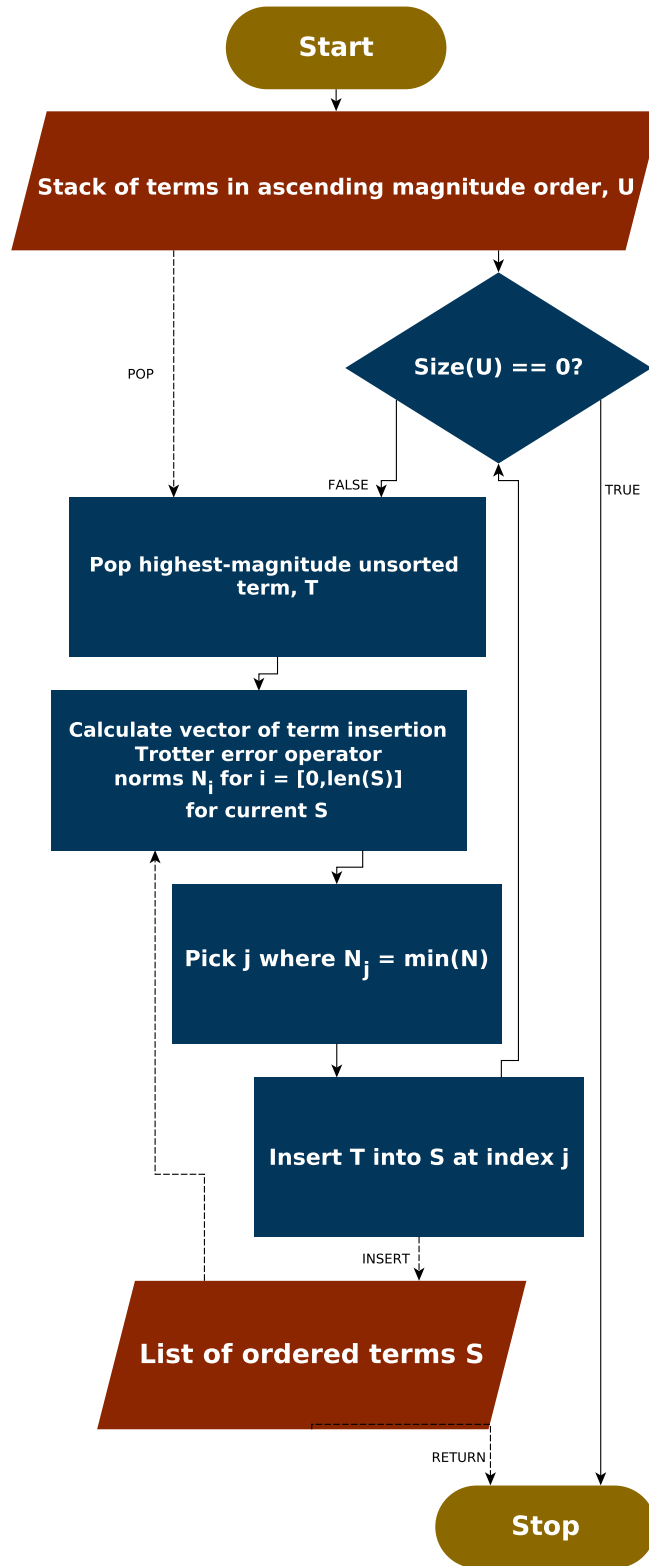 Start
Stack of terms in ascending magnitude order, U
Size(U) == 0?
POP
FALSE
TRUE
Pop highest-magnitude unsorted
term, T
Calculate vector of term insertion
Trotter error operator
norms Ni for i = [0,len(S)]
for current S
Pick j where Nj = min(N)
Insert T into S at index j
INSERT
List of ordered terms S
RETURN
Stop